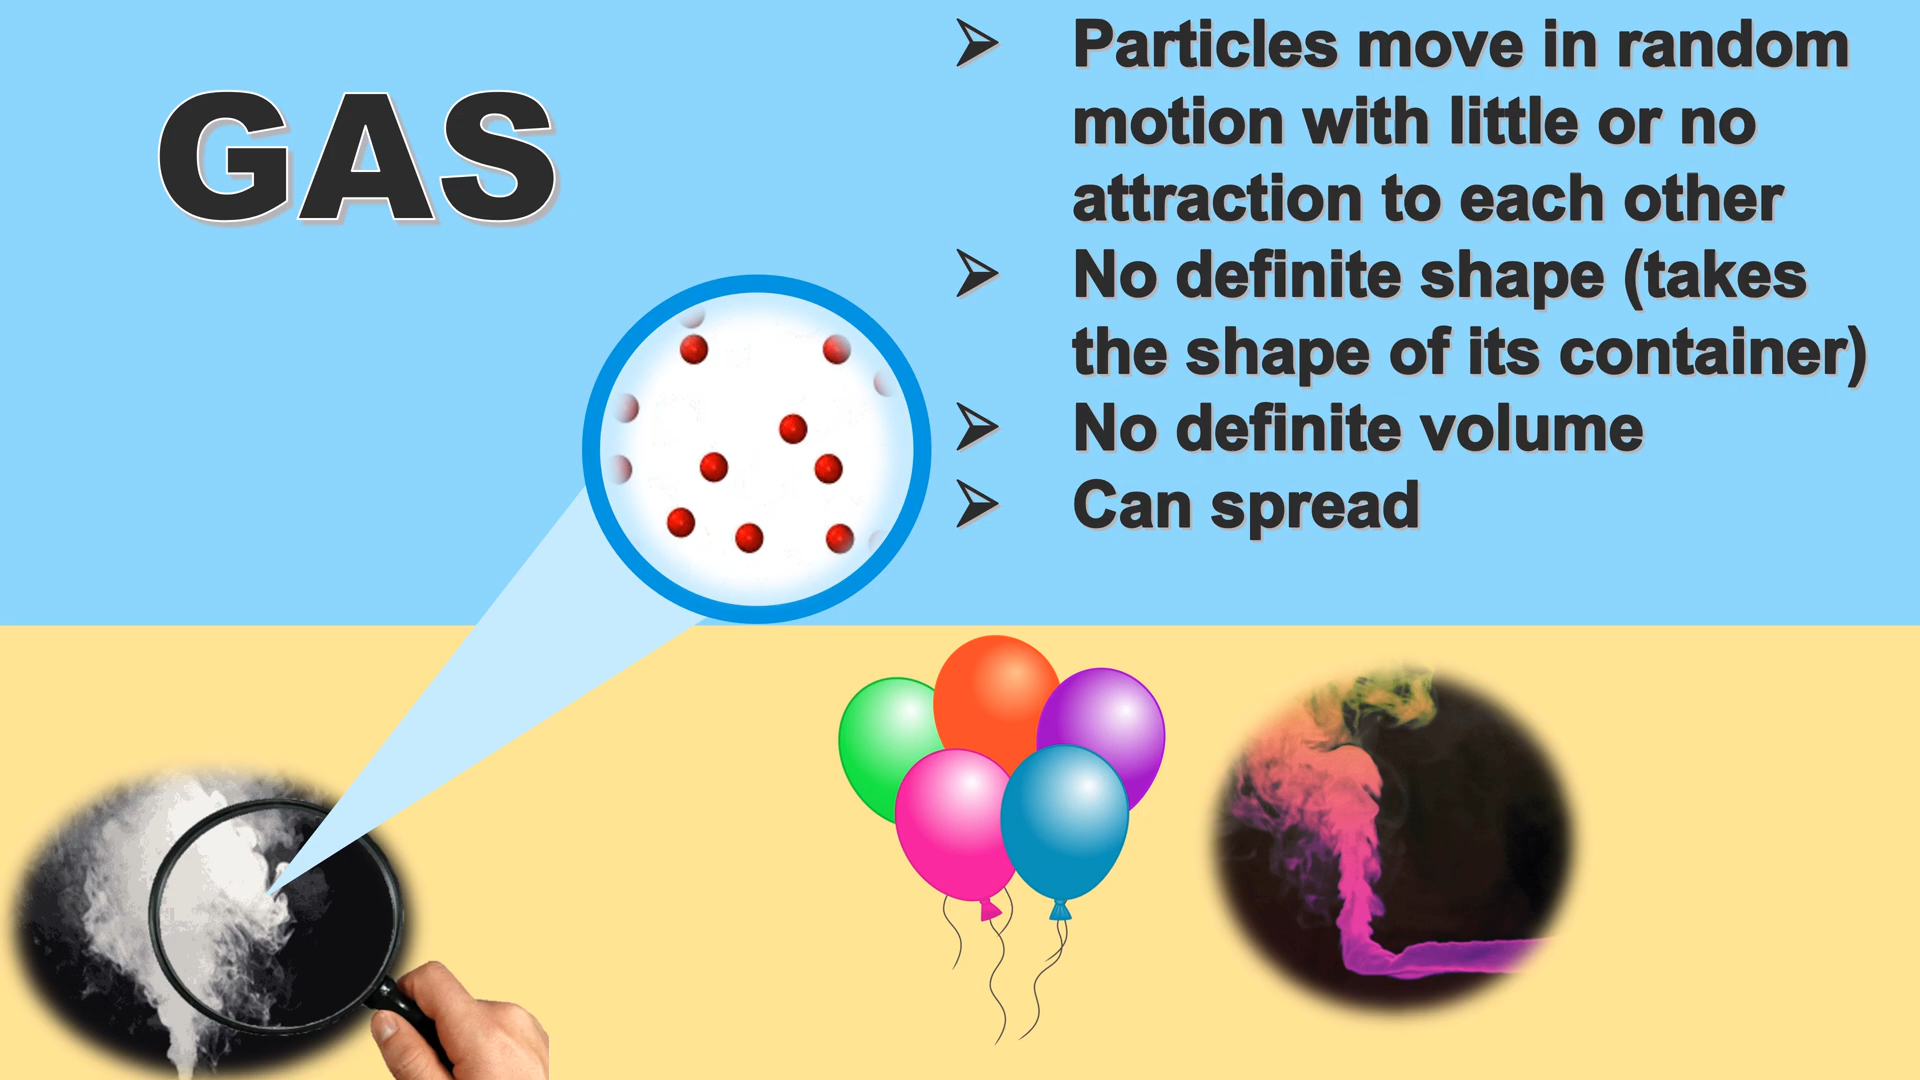 GAS
➢ Particles move in random
motion with little or no
attraction to each other
➢ No definite shape (takes
the shape of its container)
➢ No definite volume
➢ Can spread